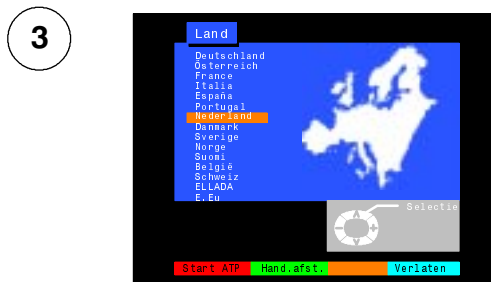 3
Land
Deutschland
Österreich
France
Italia
España
Portugal
Nederland
Danmark
Sverige
Norge
Suomi
België
Schweiz
ELLADA
E.Eu
Selectie
Start ATP Hand.afst. Verlaten